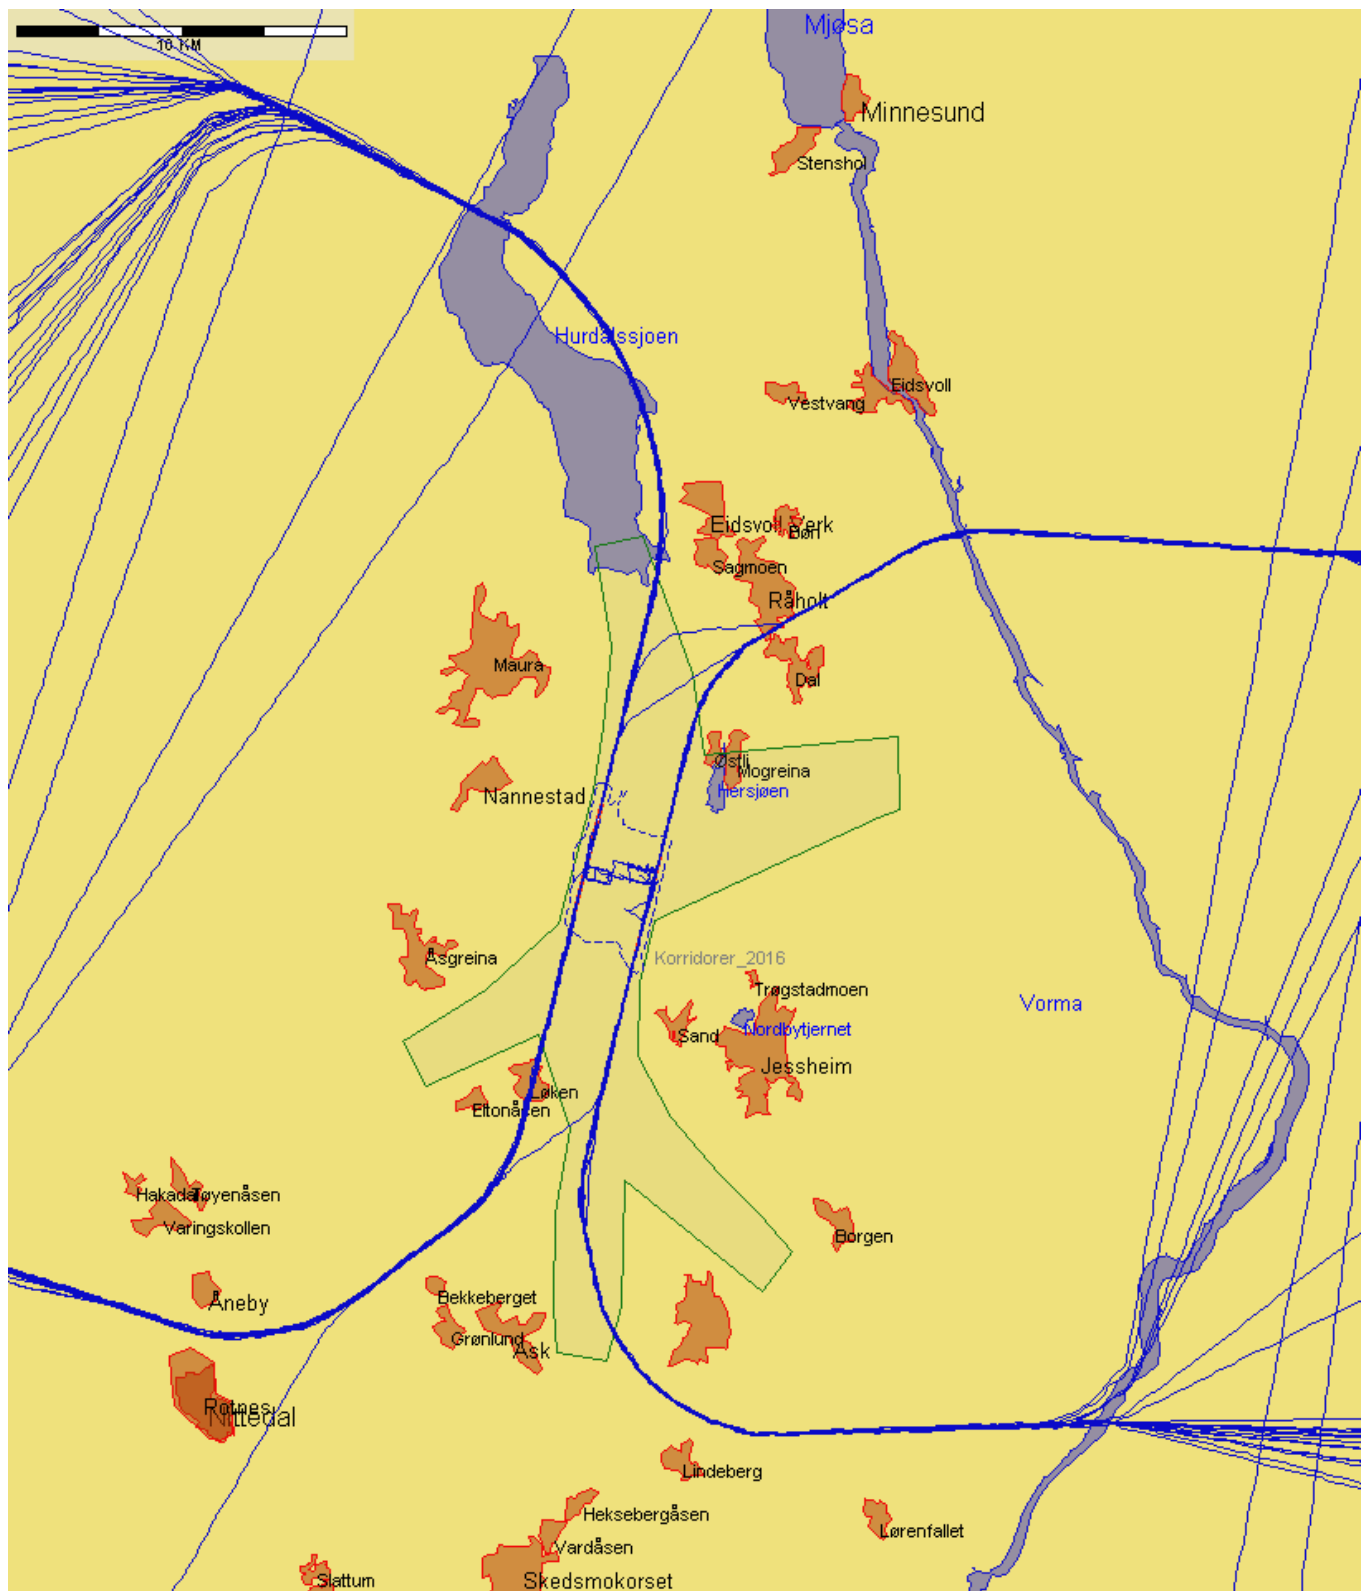 Mjøsa
10 KM
Minnesund
Stenshol
Hurdalssjoen
Eidsvoll
Vestvang
Eidsvoll Verk
Bøn
Sagmoen
Råholt
Maura
Dal
Østli
Mogreina
Hersjøen
Nannestad
Åsgreina
Korridorer_2016
Trøgstadmoen
Vorma
Nordbytjernet
Sand
Jessheim
Løken
Eltonåsen
Hakadal
Tøyenåsen
Varingskollen
Borgen
Bekkeberget
Åneby
Grønlund
Ask
Rotnes
Nittedal
Lindeberg
Heksebergåsen
Lørenfallet
Vardåsen
Skedsmokorset
Slattum